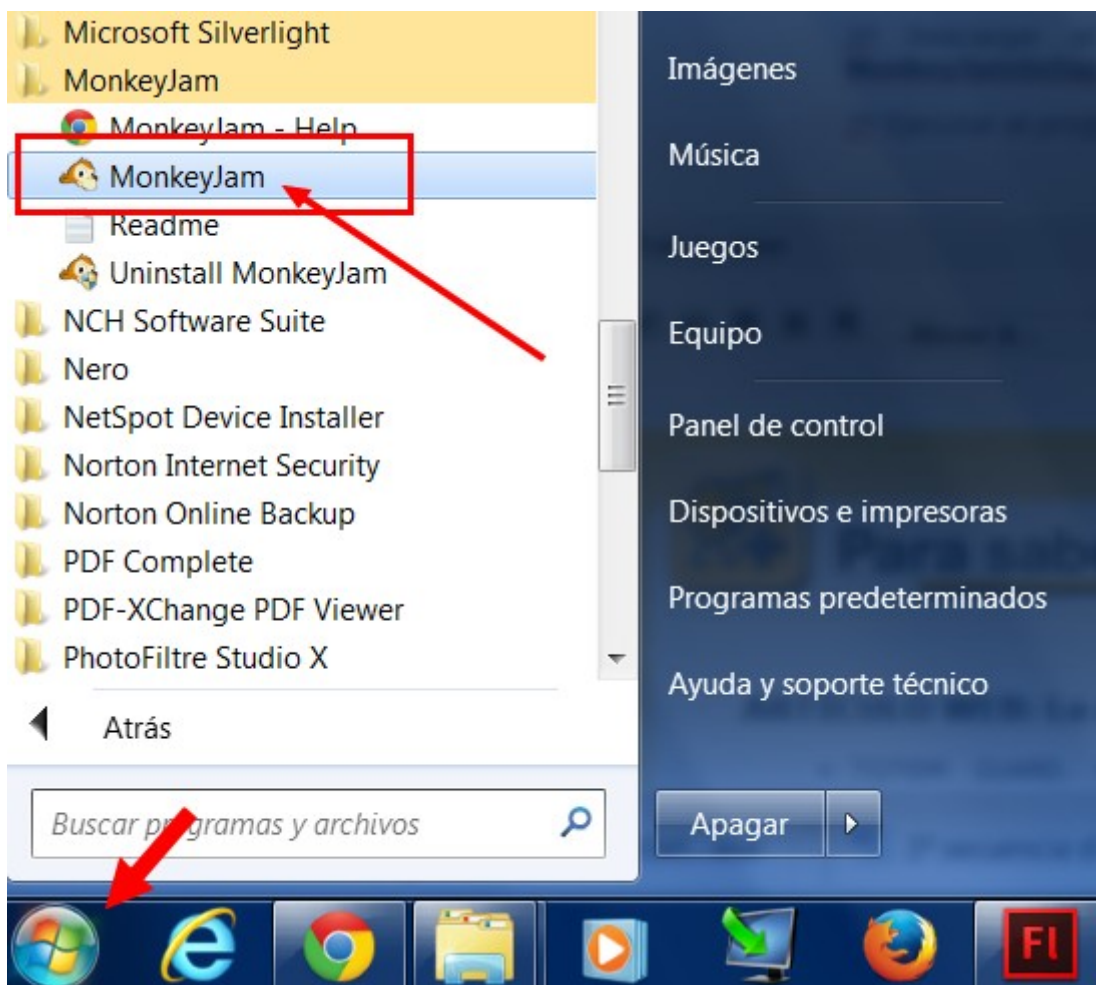 Microsoft Silverlight
MonkeyJam
MonkeyJam - Help
MonkeyJam
Readme
Uninstall MonkeyJam
NCH Software Suite
Nero
NetSpot Device Installer
Norton Internet Security
Norton Online Backup
PDF Complete
PDF-XChange PDF Viewer
PhotoFiltre Studio X
Atrás
Buscar programas y archivos
Imágenes
Música
Juegos
Equipo
Panel de control
Dispositivos e impresoras
Programas predeterminados
Ayuda y soporte técnico
Apagar
Fl